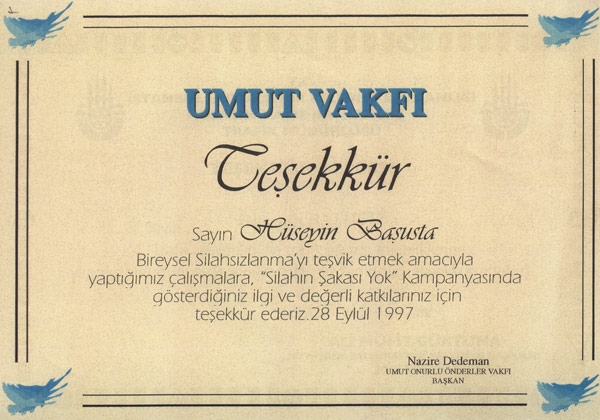 UMUT VAKFI
Teşekkür
Sayın Hüseyin Başusta
Bireysel Silahsızlanma'yı teşvik etmek amacıyla
yaptığımız çalışmalara, "Silahın Şakası Yok" Kampanyasında
gösterdiğiniz ilgi ve değerli katkılarınız için
teşekkür ederiz.28 Eylül 1997
Nazire Dedeman
UMUT ONURLU ÖNDERLER VAKFI
BAŞKAN